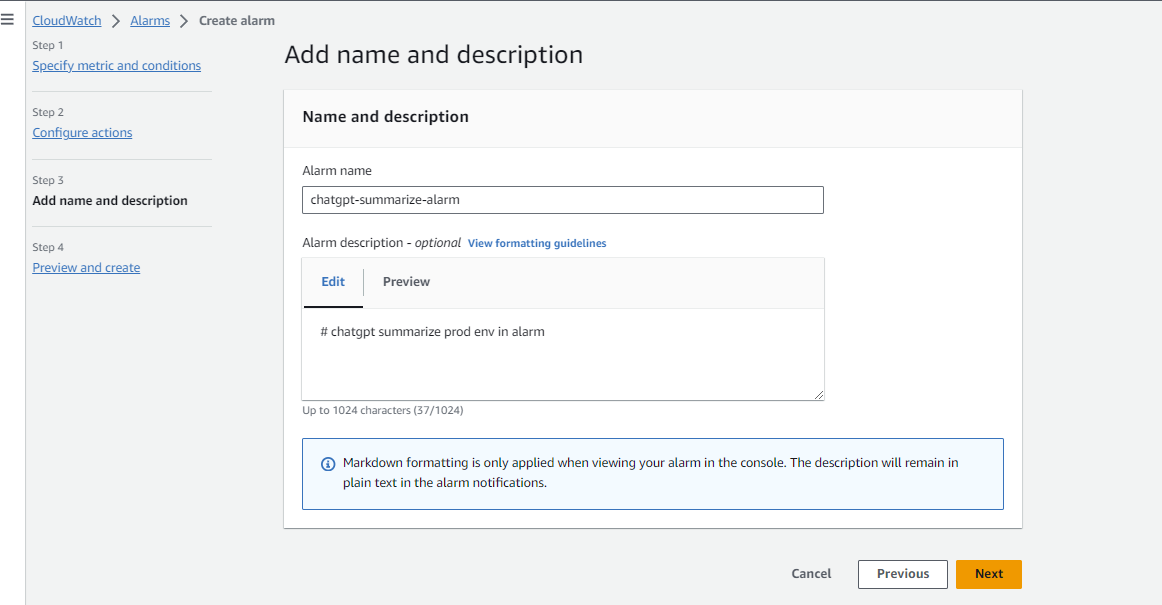 CloudWatch > Alarms > Create alarm
Step 1
Specify metric and conditions
Step 2
Configure actions
Step 3
Add name and description
Step 4
Preview and create
Add name and description
Name and description
Alarm name
chatgpt-summarize-alarm
Alarm description - optional View formatting guidelines
Edit Preview
# chatgpt summarize prod env in alarm
Up to 1024 characters (37/1024)
Markdown formatting is only applied when viewing your alarm in the console. The description will remain in
plain text in the alarm notifications.
Cancel Previous Next